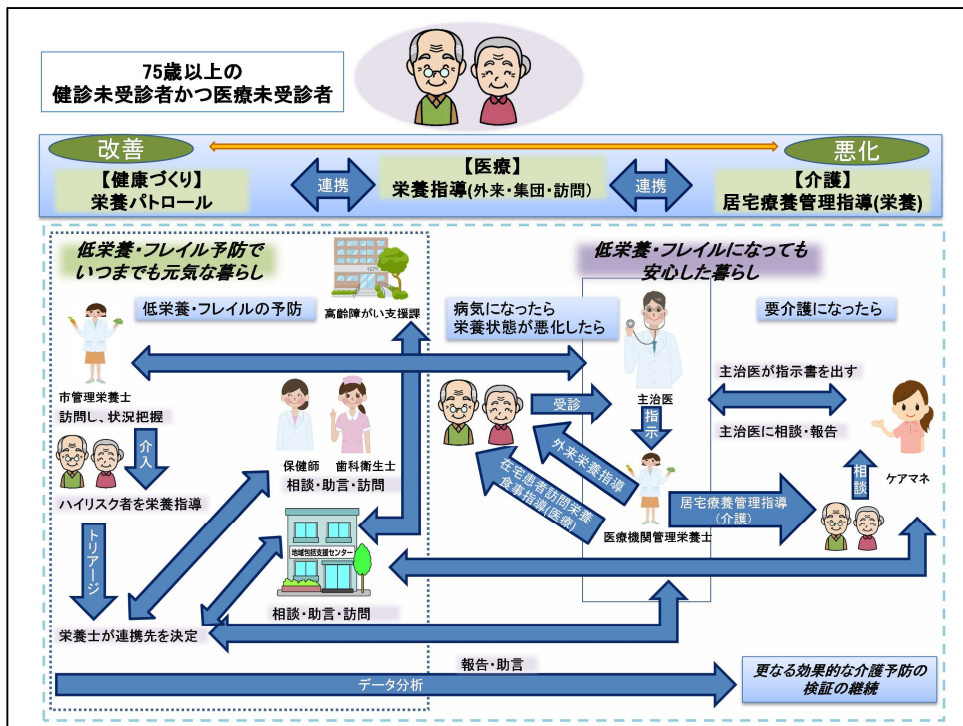 75歳以上の
健診未受診者かつ医療未受診者
改善
悪化
【健康づくり】
栄養パトロール
連携
【医療】
栄養指導(外来・集団・訪問)
連携
【介護】
居宅療養管理指導(栄養)
低栄養・フレイル予防で
いつまでも元気な暮らし
低栄養・フレイルになっても
安心した暮らし
低栄養・フレイルの予防
高齢障がい支援課
病気になったら
栄養状態が悪化したら
要介護になったら
市管理栄養士
訪問し、状況把握
介入
ハイリスク者を栄養指導
トリアージ
栄養士が連携先を決定
保健師
歯科衛生士
相談・助言・訪問
地域包括支援センター
相談・助言・訪問
受診
主治医
指示
外来栄養指導
在宅患者訪問栄養
食事指導(医療)
医療機関管理栄養士
主治医が指示書を出す
主治医に相談・報告
居宅療養管理指導
(介護)
相談
ケアマネ
報告・助言
データ分析
更なる効果的な介護予防の
検証の継続